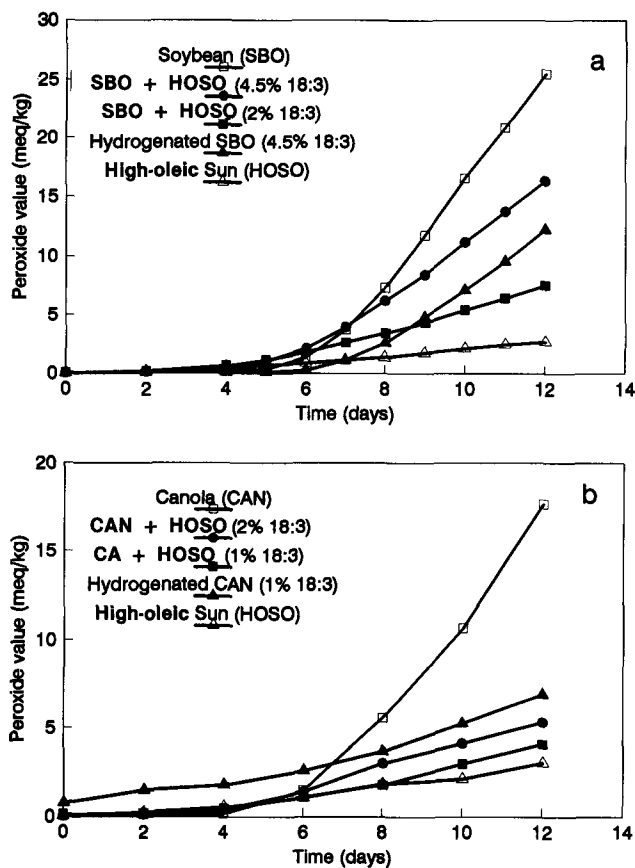 a
Peroxide value (meq/kg)
30
25
20
15
10
5
0
Soybean (SBO)
SBO + HOSO (4.5% 18:3)
SBO + HOSO (2% 18:3)
Hydrogenated SBO (4.5% 18:3)
High-oleic Sun (HOSO)
0 2 4 6 8 10 12 14
Time (days)
b
Peroxide value (meq/kg)
20
15
10
5
0
Canola (CAN)
CAN + HOSO (2% 18:3)
CA + HOSO (1% 18:3)
Hydrogenated CAN (1% 18:3)
High-oleic Sun (HOSO)
0 2 4 6 8 10 12 14
Time (days)